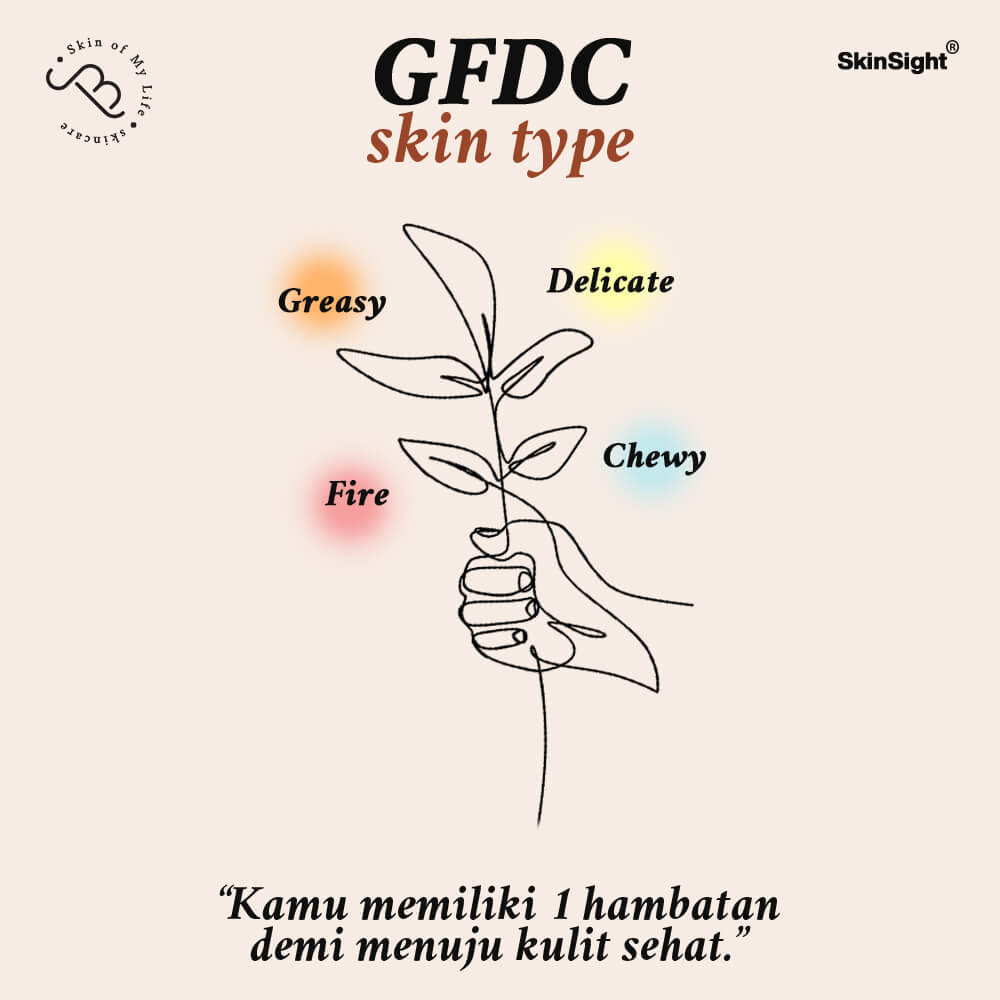 Skin of My Life
skincare
GFDC
skin type
SkinSight®
Greasy
Delicate
Fire
Chewy
“Kamu memiliki 1 hambatan
demi menuju kulit sehat.”